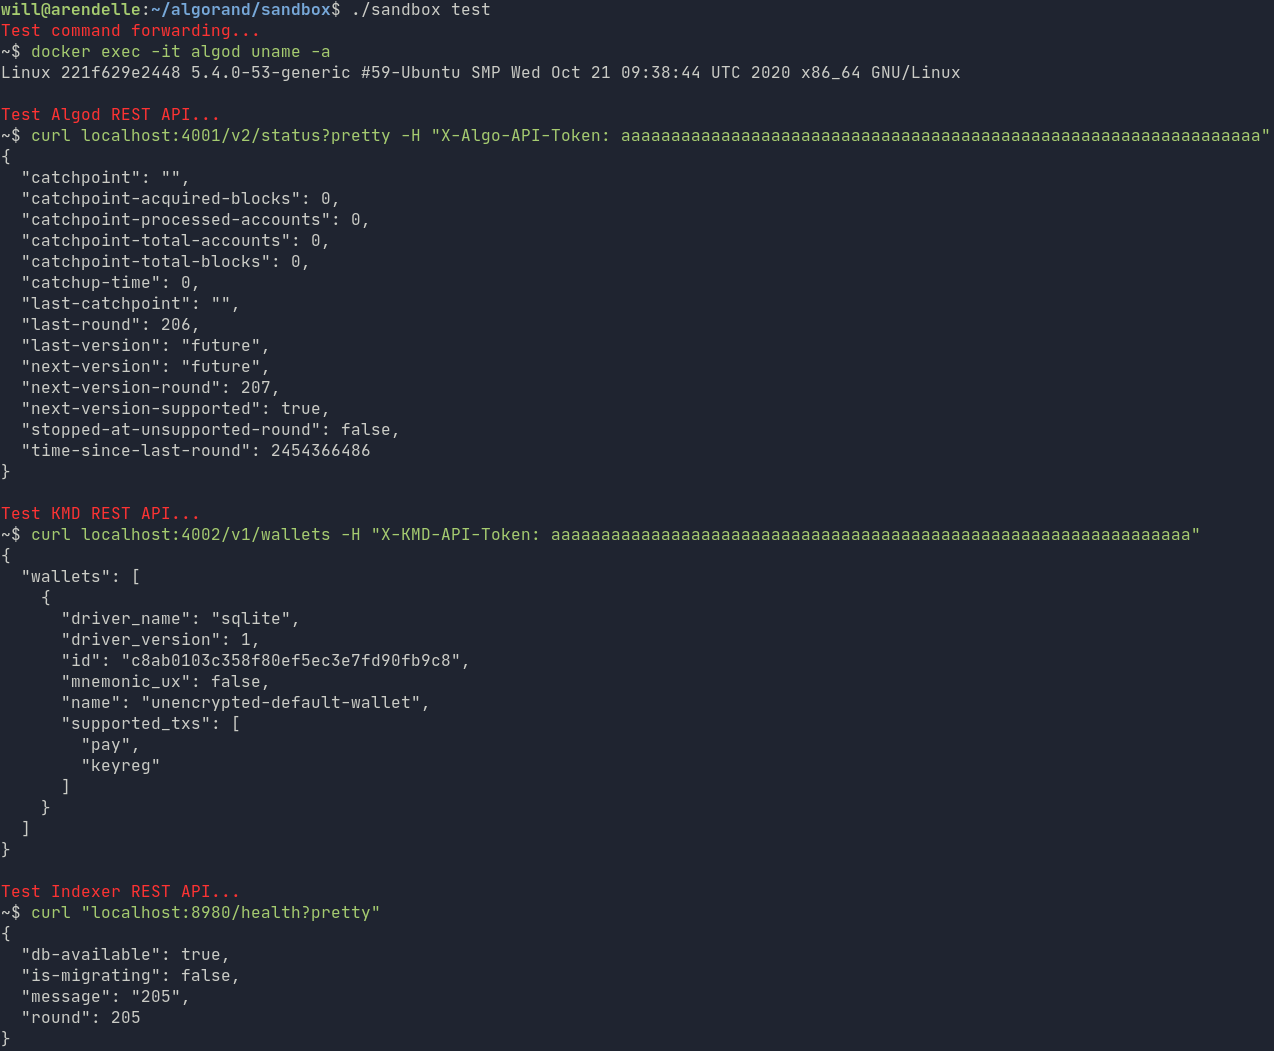 will@arendelle:~/algorand/sandbox$ ./sandbox test
Test command forwarding...
~$ docker exec -it algod uname -a
Linux 221f629e2448 5.4.0-53-generic #59-Ubuntu SMP Wed Oct 21 09:38:44 UTC 2020 x86_64 GNU/Linux

Test Algod REST API...
~$ curl localhost:4001/v2/status?pretty -H "X-Algo-API-Token: aaaaaaaaaaaaaaaaaaaaaaaaaaaaaaaaaaaaaaaaaaaaaaaaaaaaaaaaaaaaaaaa"
{
  "catchpoint": "",
  "catchpoint-acquired-blocks": 0,
  "catchpoint-processed-accounts": 0,
  "catchpoint-total-accounts": 0,
  "catchpoint-total-blocks": 0,
  "catchup-time": 0,
  "last-catchpoint": "",
  "last-round": 206,
  "last-version": "future",
  "next-version": "future",
  "next-version-round": 207,
  "next-version-supported": true,
  "stopped-at-unsupported-round": false,
  "time-since-last-round": 2454366486
}

Test KMD REST API...
~$ curl localhost:4002/v1/wallets -H "X-KMD-API-Token: aaaaaaaaaaaaaaaaaaaaaaaaaaaaaaaaaaaaaaaaaaaaaaaaaaaaaaaaaaaaaaaa"
{
  "wallets": [
    {
      "driver_name": "sqlite",
      "driver_version": 1,
      "id": "c8ab0103c358f80ef5ec3e7fd90fb9c8",
      "mnemonic_ux": false,
      "name": "unencrypted-default-wallet",
      "supported_txs": [
        "pay",
        "keyreg"
      ]
    }
  ]
}

Test Indexer REST API...
~$ curl "localhost:8980/health?pretty"
{
  "db-available": true,
  "is-migrating": false,
  "message": "205",
  "round": 205
}